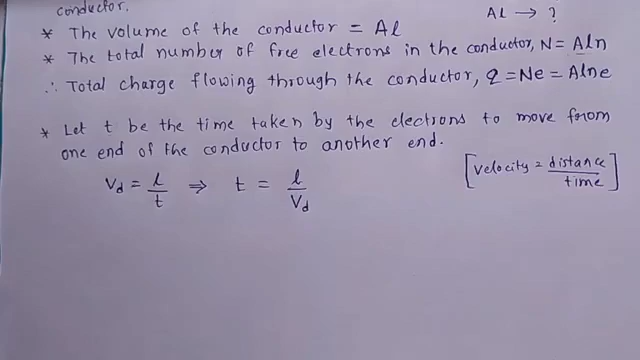 conductor.
Al → ?
* The volume of the conductor = Al
* The total number of free electrons in the conductor, N = Aln
∴ Total charge flowing through the conductor, q = Ne = Alne
* Let t be the time taken by the electrons to move from
one end of the conductor to another end.
V_d = l/t ⇒ t = l/V_d
[Velocity = distance/time]